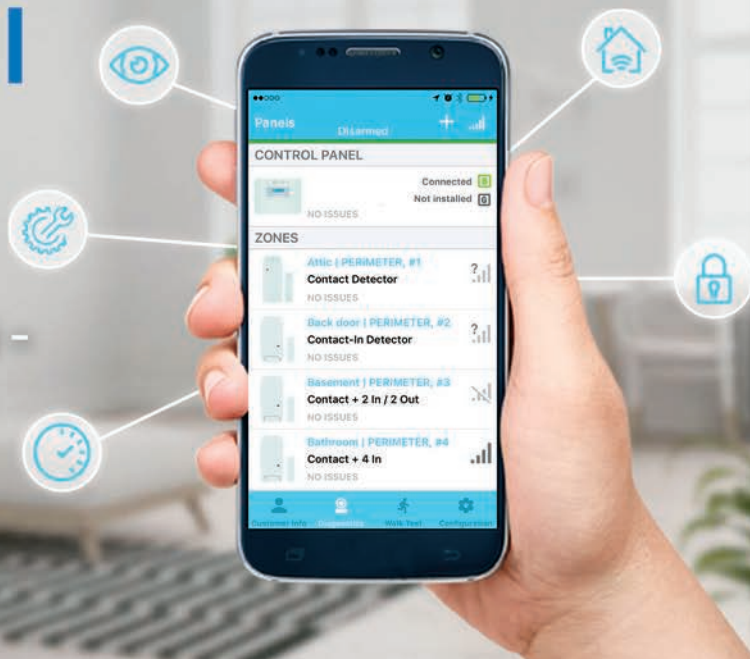 Panels
Disarmed
CONTROL PANEL
Connected
Not installed
NO ISSUES
ZONES
Attic | PERIMETER, #1
Contact Detector
NO ISSUES
Back door | PERIMETER, #2
Contact-In Detector
NO ISSUES
Basement | PERIMETER, #3
Contact + 2 In / 2 Out
NO ISSUES
Bathroom | PERIMETER, #4
Contact + 4 In
NO ISSUES
Customer Info Diagnostics Walk Test Configuration